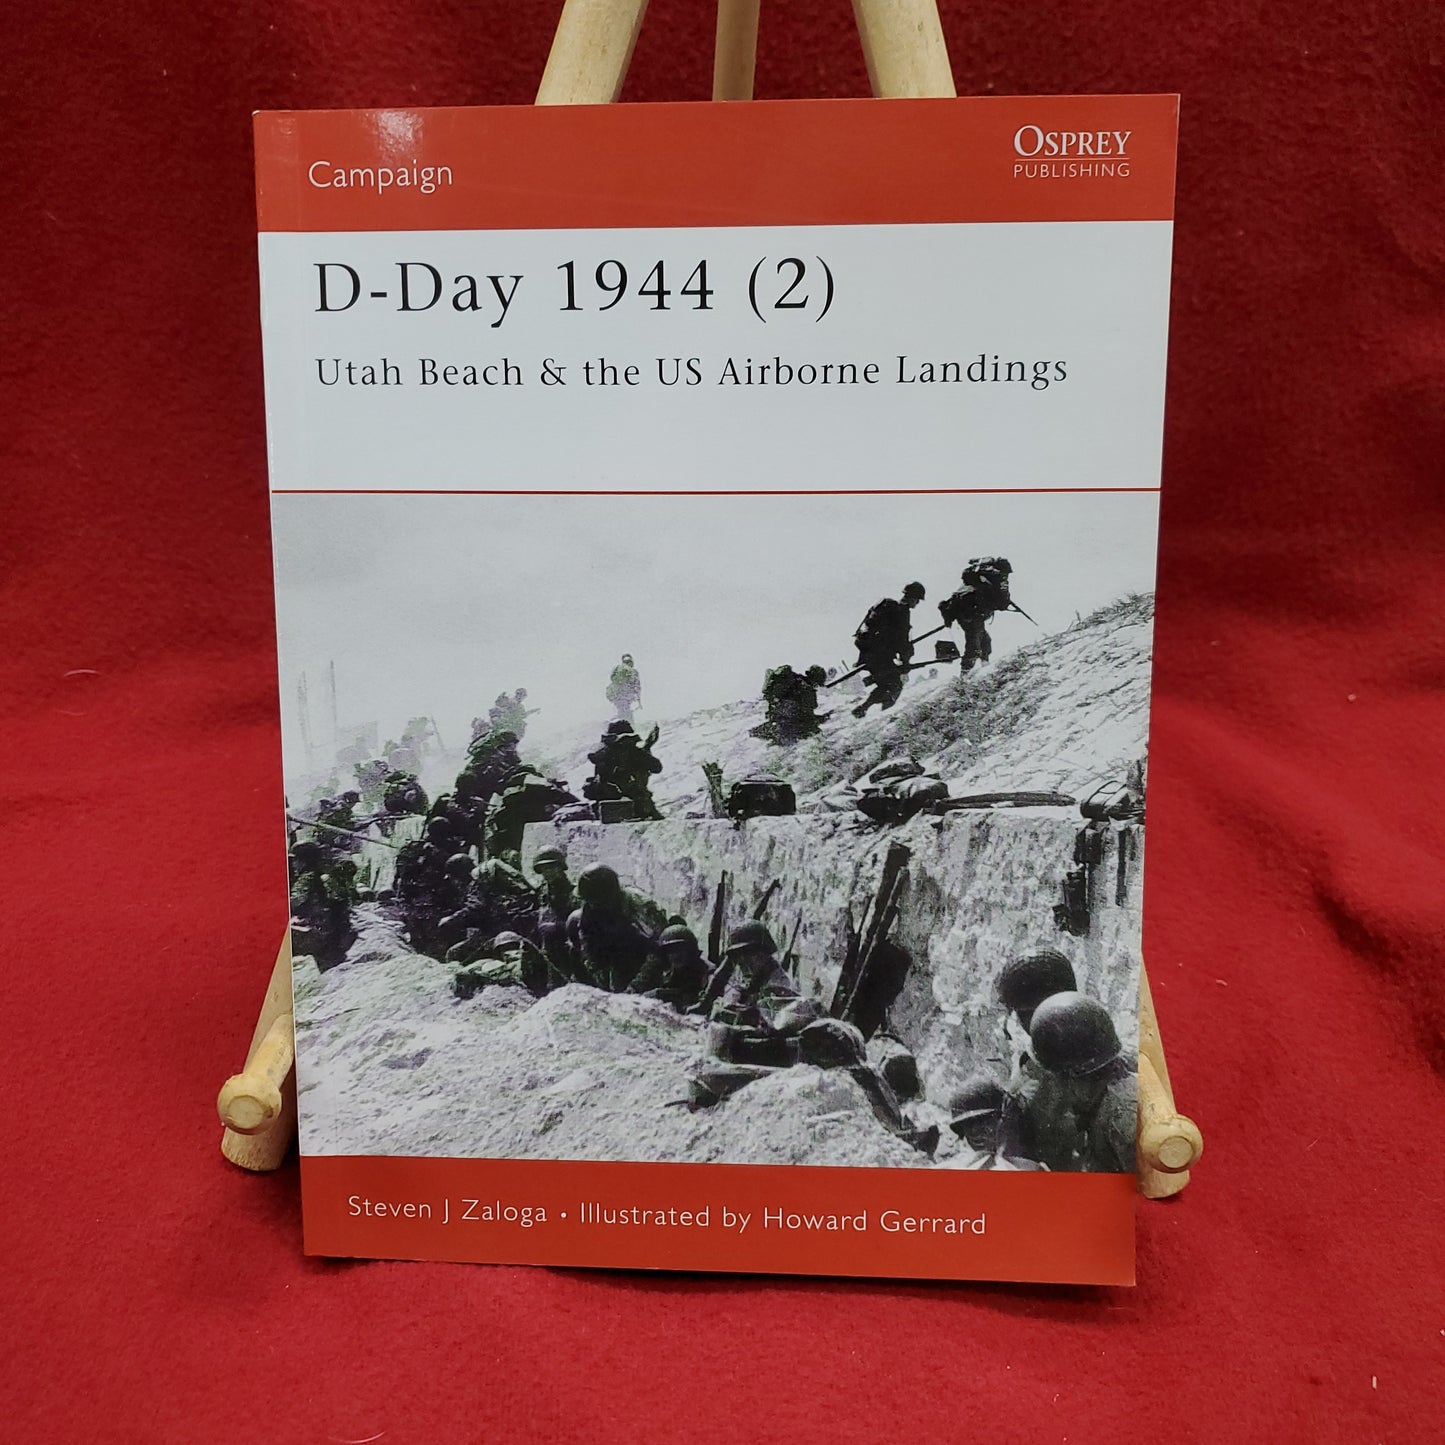 Campaign
OSPREY
PUBLISHING
D-Day 1944 (2)
Utah Beach & the US Airborne Landings
Steven J Zaloga • Illustrated by Howard Gerrard